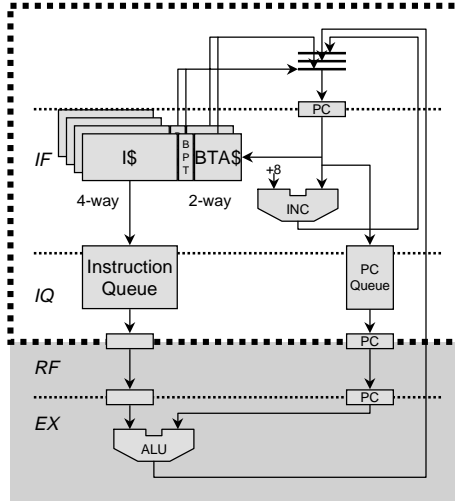 PC
IF
I$
B
P
T
BTA$
4-way
2-way
+8
INC
Instruction
Queue
PC
Queue
IQ
PC
RF
PC
EX
ALU